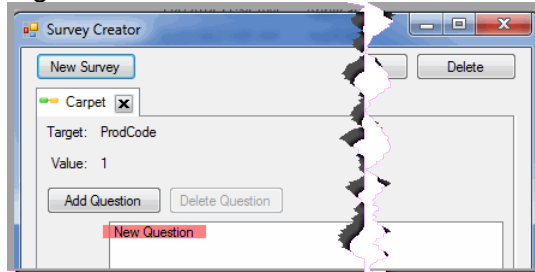 Survey Creator
New Survey Delete
Carpet
Target: ProdCode
Value: 1
Add Question Delete Question
New Question